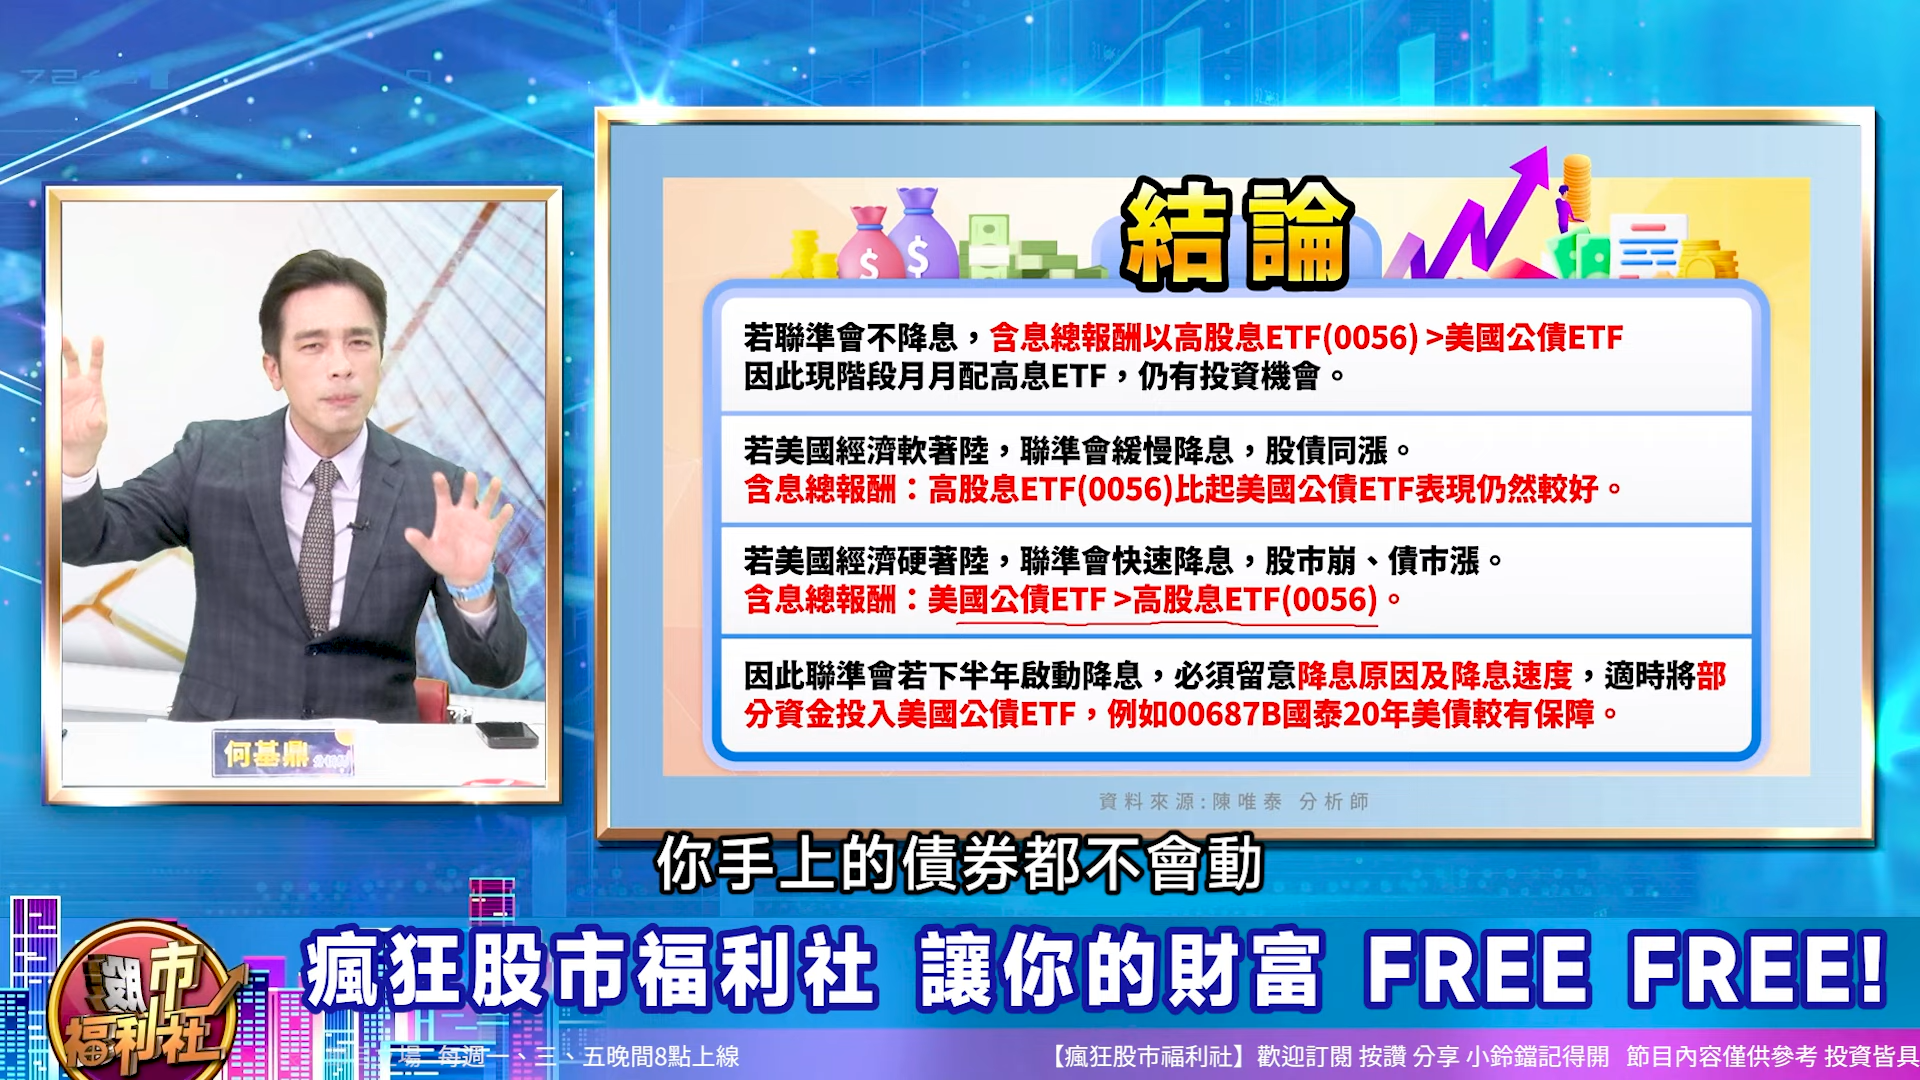 結論
若聯準會不降息，含息總報酬以高股息ETF(0056) >美國公債ETF
因此現階段月月配高息ETF，仍有投資機會。
若美國經濟軟著陸，聯準會緩慢降息，股債同漲。
含息總報酬：高股息ETF(0056)比起美國公債ETF表現仍然較好。
若美國經濟硬著陸，聯準會快速降息，股市崩、債市漲。
含息總報酬：美國公債ETF >高股息ETF(0056)。
因此聯準會若下半年啟動降息，必須留意降息原因及降息速度，適時將部
分資金投入美國公債ETF，例如00687B國泰20年美債較有保障。
資料來源:陳唯泰 分析師
何基鼎
你手上的債券都不會動
瘋狂股市福利社 讓你的財富 FREE FREE!
股市
福利社
場 每週一、三、五晚間8點上線
【瘋狂股市福利社】歡迎訂閱 按讚 分享 小鈴鐺記得開 節目內容僅供參考 投資皆具